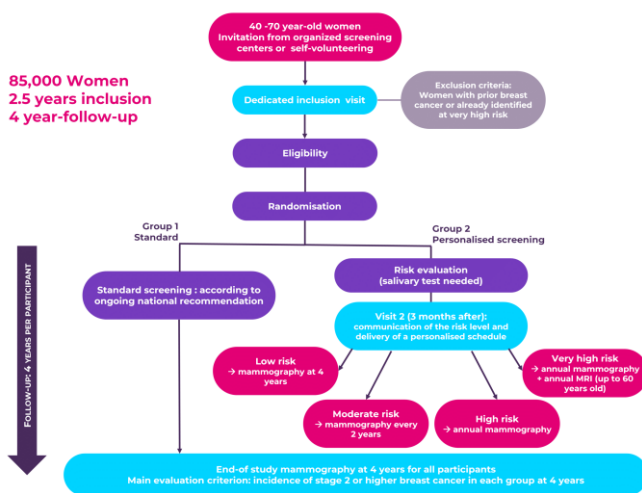 40 -70 year-old women
Invitation from organized screening
centers or  self-volunteering
85,000 Women
2.5 years inclusion
4 year-follow-up
Dedicated inclusion visit
Exclusion criteria:
Women with prior breast
cancer or already identified
at very high risk
Eligibility
Randomisation
Group 1
Standard
Group 2
Personalised screening
Standard screening : according to
ongoing national recommendation
Risk evaluation
(salivary test needed)
Visit 2 (3 months after):
communication of the risk level and
delivery of a personalised schedule
Low risk
→ mammography at 4
years
Moderate risk
→ mammography every
2 years
High risk
→ annual mammography
Very high risk
→ annual mammography
+ annual MRI (up to 60
years old)
Follow-up: 4 years per participant
End-of study mammography at 4 years for all participants
Main evaluation criterion: incidence of stage 2 or higher breast cancer in each group at 4 years